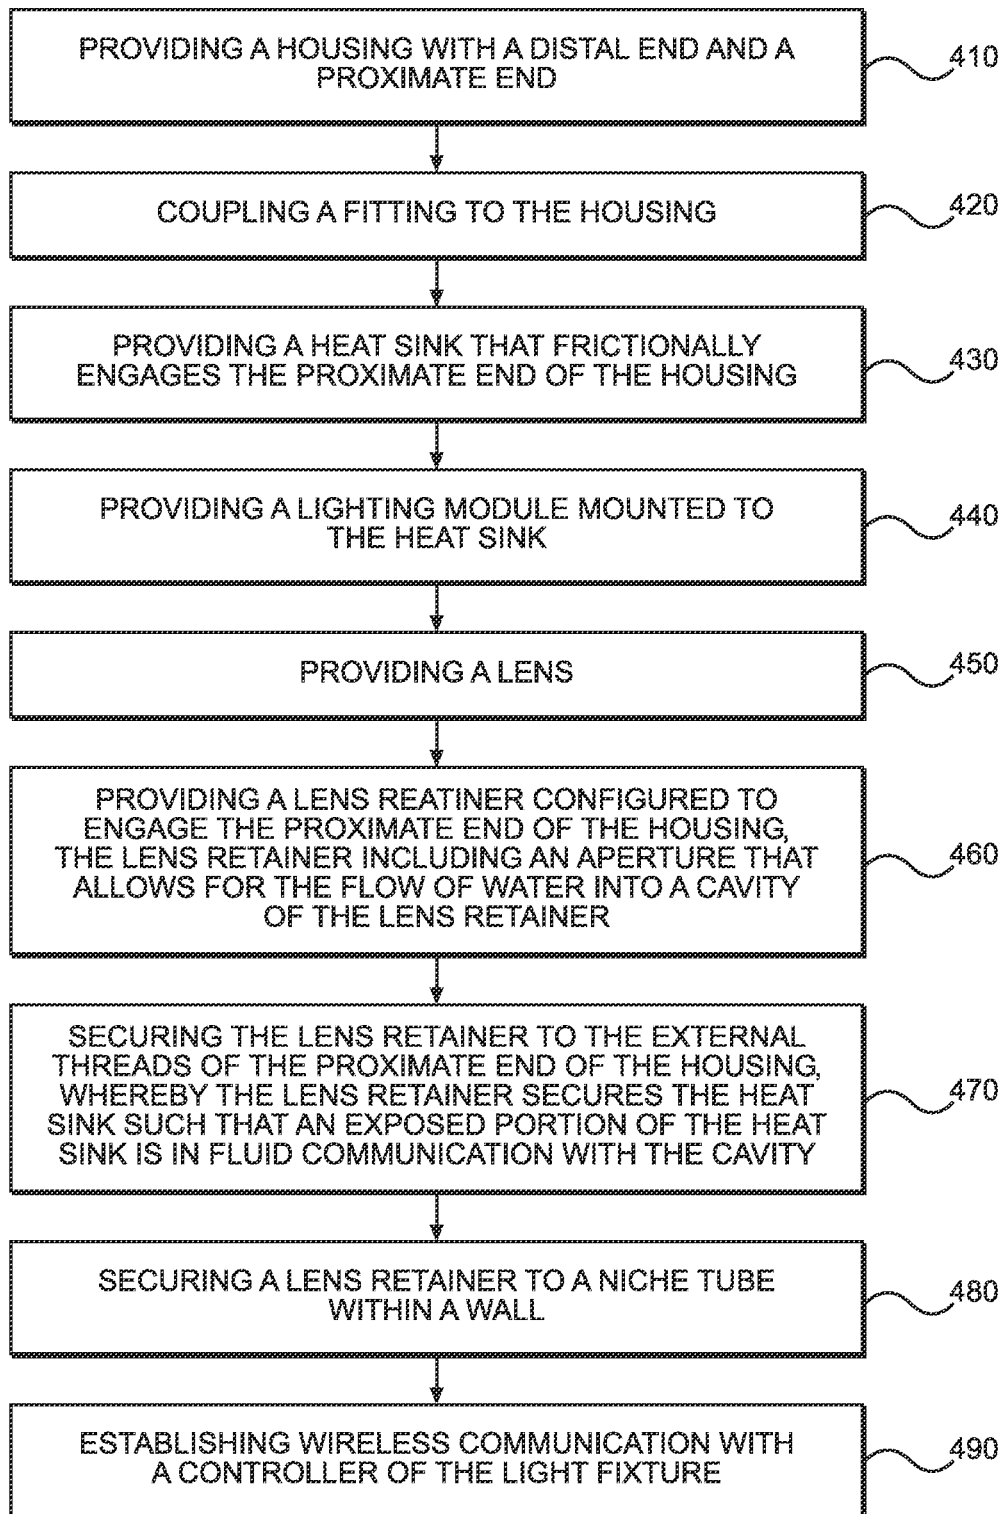 PROVIDING A HOUSING WITH A DISTAL END AND A
PROXIMATE END
410
COUPLING A FITTING TO THE HOUSING
420
PROVIDING A HEAT SINK THAT FRICTIONALLY
ENGAGES THE PROXIMATE END OF THE HOUSING
430
PROVIDING A LIGHTING MODULE MOUNTED TO
THE HEAT SINK
440
PROVIDING A LENS
450
PROVIDING A LENS REATINER CONFIGURED TO
ENGAGE THE PROXIMATE END OF THE HOUSING,
THE LENS RETAINER INCLUDING AN APERTURE THAT
ALLOWS FOR THE FLOW OF WATER INTO A CAVITY
OF THE LENS RETAINER
460
SECURING THE LENS RETAINER TO THE EXTERNAL
THREADS OF THE PROXIMATE END OF THE HOUSING,
WHEREBY THE LENS RETAINER SECURES THE HEAT
SINK SUCH THAT AN EXPOSED PORTION OF THE HEAT
SINK IS IN FLUID COMMUNICATION WITH THE CAVITY
470
SECURING A LENS RETAINER TO A NICHE TUBE
WITHIN A WALL
480
ESTABLISHING WIRELESS COMMUNICATION WITH
A CONTROLLER OF THE LIGHT FIXTURE
490